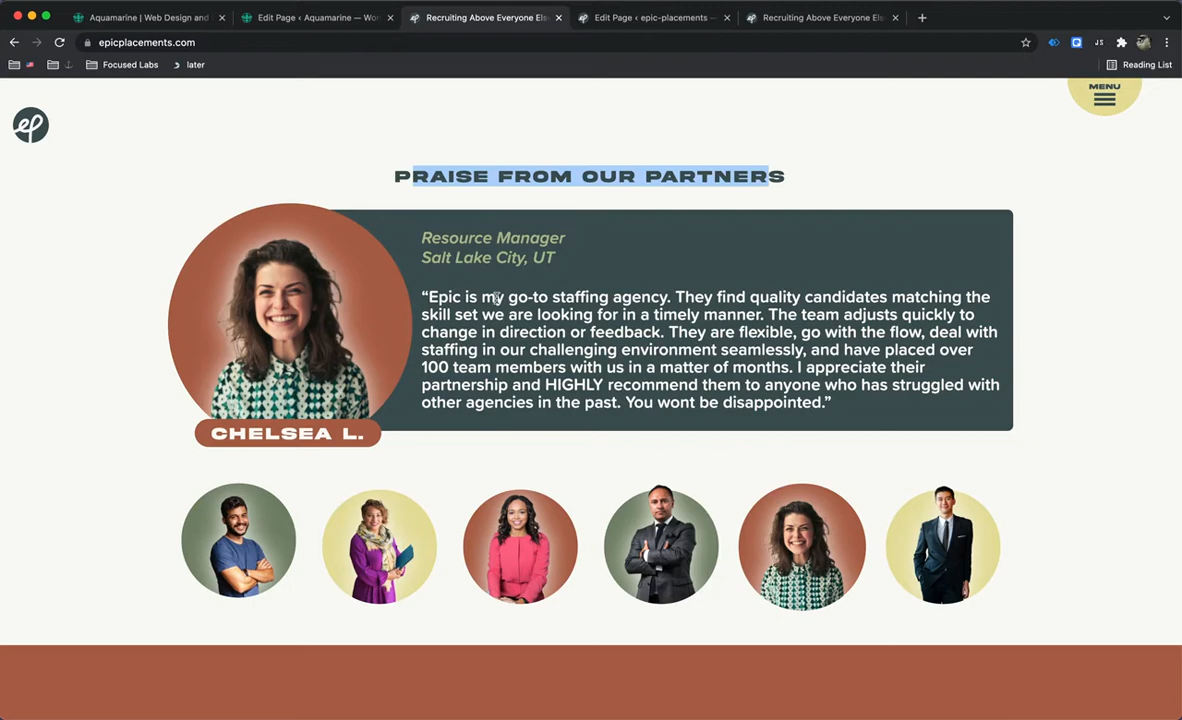 Aquamarine | Web Design and
Edit Page ‹ Aquamarine — Wo
Recruiting Above Everyone El
Edit Page ‹ epic-placements —
Recruiting Above Everyone El
epicplacements.com
JS
Focused Labs
later
Reading List
MENU
ep
PRAISE FROM OUR PARTNERS
Resource Manager
Salt Lake City, UT
“Epic is my go-to staffing agency. They find quality candidates matching the
skill set we are looking for in a timely manner. The team adjusts quickly to
change in direction or feedback. They are flexible, go with the flow, deal with
staffing in our challenging environment seamlessly, and have placed over
100 team members with us in a matter of months. I appreciate their
partnership and HIGHLY recommend them to anyone who has struggled with
other agencies in the past. You wont be disappointed.”
CHELSEA L.